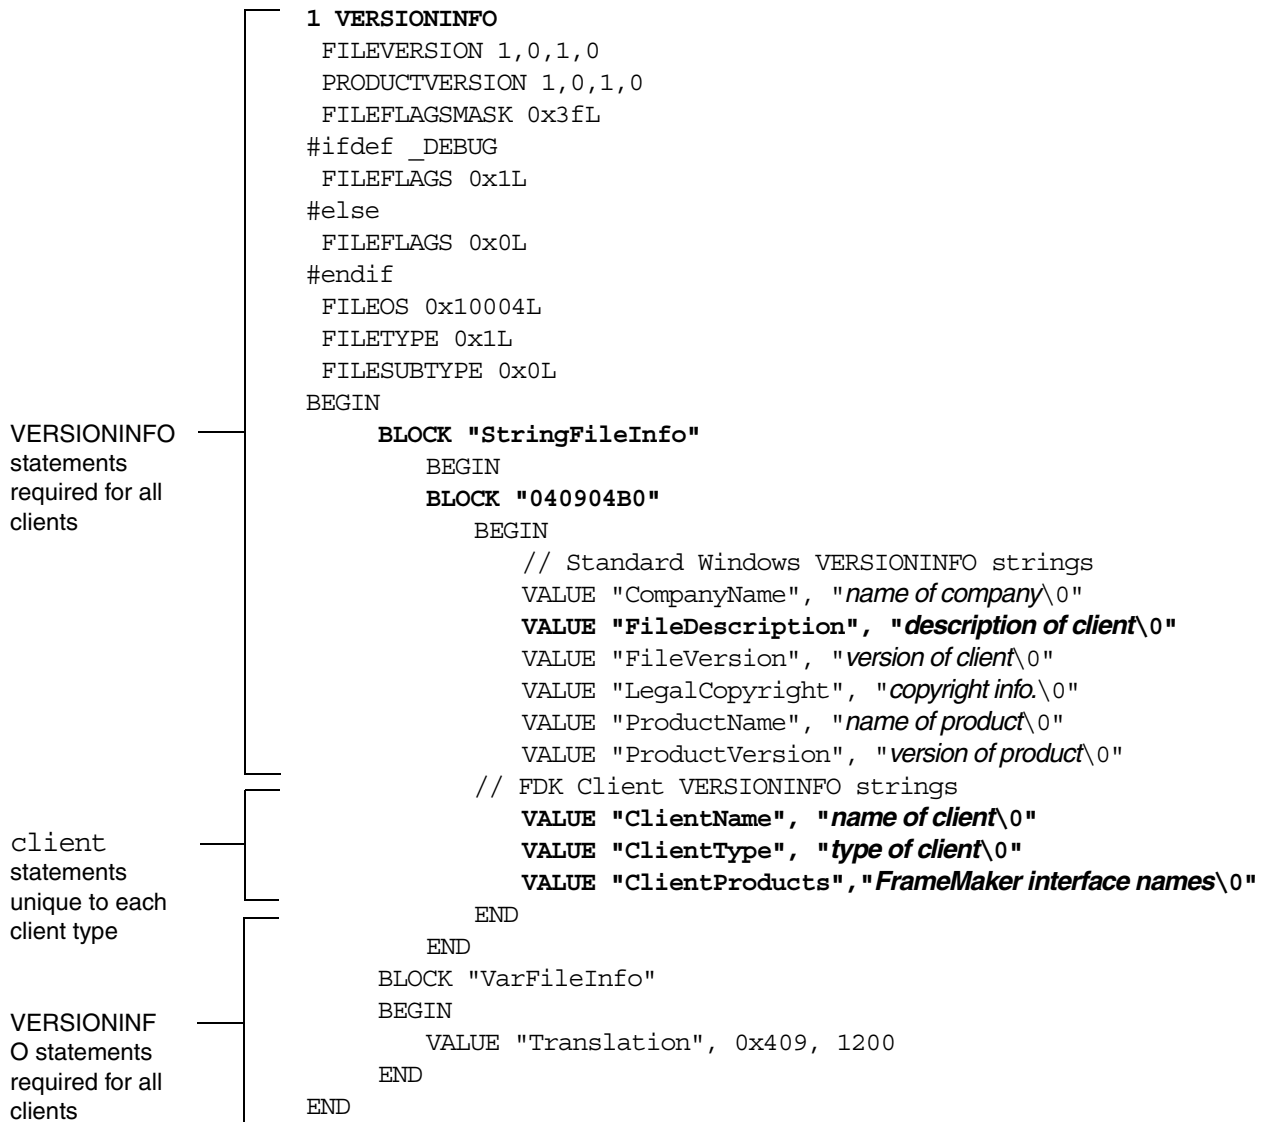 1 VERSIONINFO
FILEVERSION 1,0,1,0
PRODUCTVERSION 1,0,1,0
FILEFLAGSMASK 0x3fL
#ifdef _DEBUG
FILEFLAGS 0x1L
#else
FILEFLAGS 0x0L
#endif
FILEOS 0x10004L
FILETYPE 0x1L
FILESUBTYPE 0x0L
BEGIN
VERSIONINFO
statements
required for all
clients
BLOCK "StringFileInfo"
BEGIN
BLOCK "040904B0"
BEGIN
// Standard Windows VERSIONINFO strings
VALUE "CompanyName", "name of company\0"
VALUE "FileDescription", "description of client\0"
VALUE "FileVersion", "version of client\0"
VALUE "LegalCopyright", "copyright info.\0"
VALUE "ProductName", "name of product\0"
VALUE "ProductVersion", "version of product\0"
// FDK Client VERSIONINFO strings
client
statements
unique to each
client type
VALUE "ClientName", "name of client\0"
VALUE "ClientType", "type of client\0"
VALUE "ClientProducts","FrameMaker interface names\0"
END
END
VERSIONINF
O statements
required for all
clients
BLOCK "VarFileInfo"
BEGIN
VALUE "Translation", 0x409, 1200
END
END